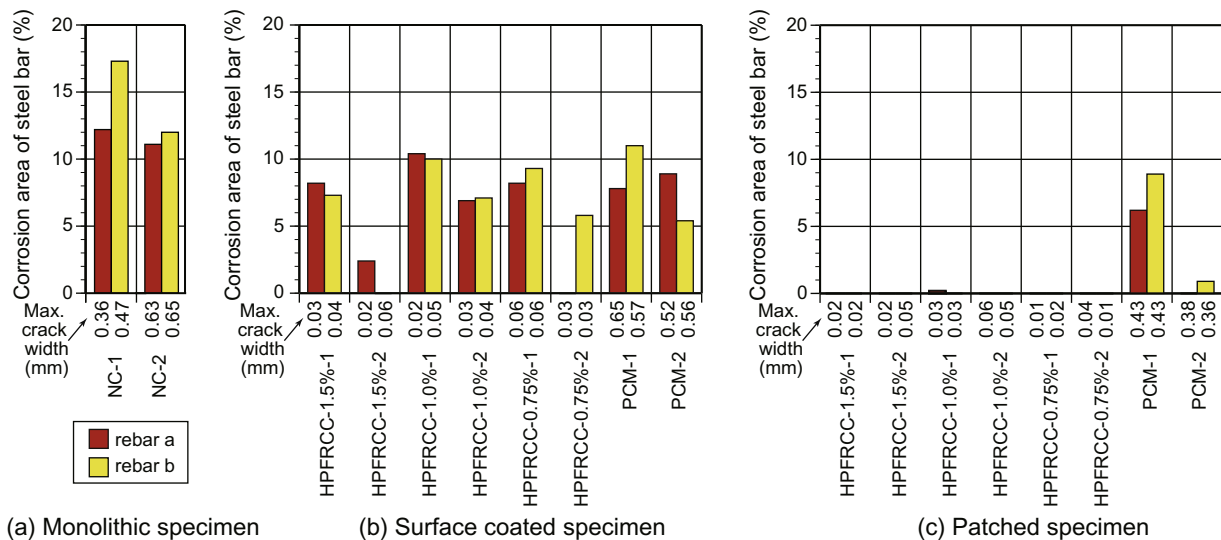 Corrosion area of steel bar (%)
20
15
10
5
0
Max.
crack
width
(mm)
0.36
0.47
0.63
0.65
NC-1
NC-2
rebar a
rebar b
(a) Monolithic specimen
Corrosion area of steel bar (%)
20
15
10
5
0
Max.
crack
width
(mm)
0.03
0.04
0.02
0.06
0.02
0.05
0.03
0.04
0.06
0.06
0.03
0.03
0.65
0.57
0.52
0.56
HPFRCC-1.5%-1
HPFRCC-1.5%-2
HPFRCC-1.0%-1
HPFRCC-1.0%-2
HPFRCC-0.75%-1
HPFRCC-0.75%-2
PCM-1
PCM-2
(b) Surface coated specimen
Corrosion area of steel bar (%)
20
15
10
5
0
Max.
crack
width
(mm)
0.02
0.02
0.02
0.05
0.03
0.03
0.06
0.05
0.01
0.02
0.04
0.01
0.43
0.43
0.38
0.36
HPFRCC-1.5%-1
HPFRCC-1.5%-2
HPFRCC-1.0%-1
HPFRCC-1.0%-2
HPFRCC-0.75%-1
HPFRCC-0.75%-2
PCM-1
PCM-2
(c) Patched specimen